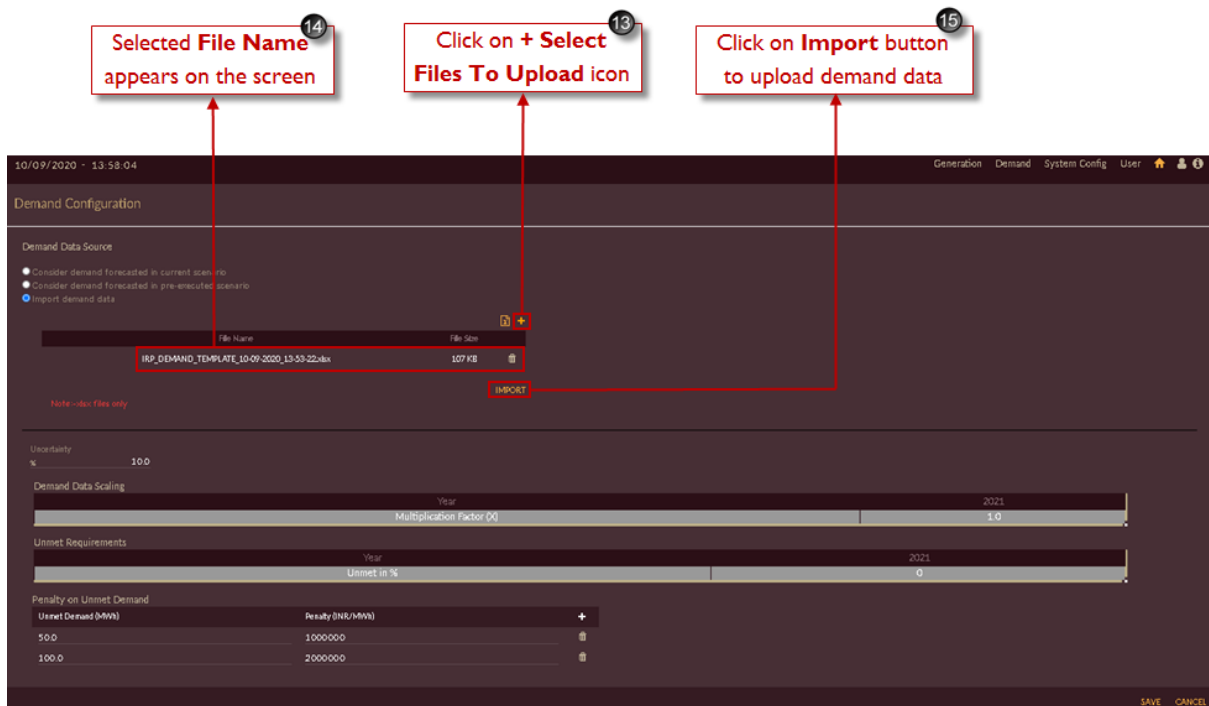 14
Selected File Name
appears on the screen
13
Click on + Select
Files To Upload icon
15
Click on Import button
to upload demand data
10/09/2020 - 13:58:04
Generation Demand System Config User
Demand Configuration
Demand Data Source
Consider demand forecasted in current scenario
Consider demand forecasted in pre-executed scenario
Import demand data
+
File Name File Size
IRP_DEMAND_TEMPLATE_10-09-2020_13-53-22.xlsx 107 KB
IMPORT
Note:-xlsx files only
Uncertainty
% 10.0
Demand Data Scaling
Year 2021
Multiplication Factor (X) 1.0
Unmet Requirements
Year 2021
Unmet in % 0
Penalty on Unmet Demand
Unmet Demand (MWh) Penalty (INR/MWh) +
50.0 1000000
100.0 2000000
SAVE CANCEL